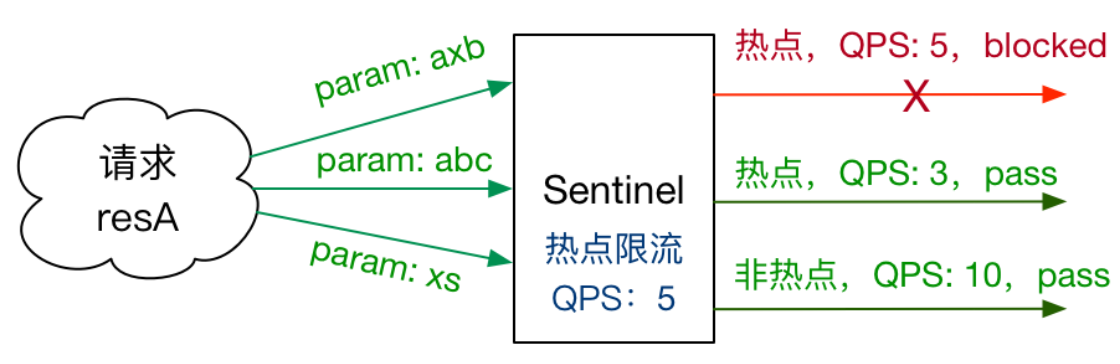 请求
resA
param: axb
param: abc
param: xs
Sentinel
热点限流
QPS：5
热点，QPS: 5，blocked
X
热点，QPS: 3，pass
非热点，QPS: 10，pass